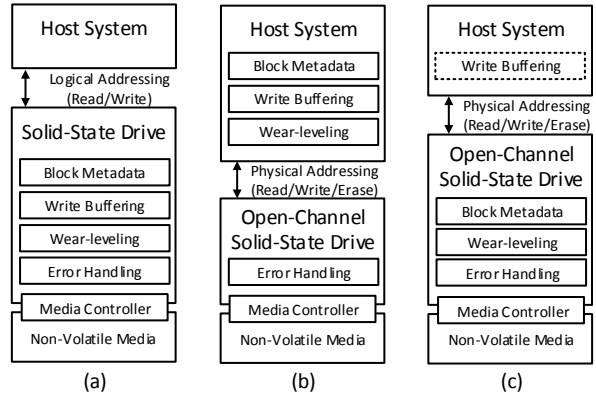 Host System
Logical Addressing
(Read/Write)
Solid-State Drive
Block Metadata
Write Buffering
Wear-leveling
Error Handling
Media Controller
Non-Volatile Media
(a)
Host System
Block Metadata
Write Buffering
Wear-leveling
Physical Addressing
(Read/Write/Erase)
Open-Channel
Solid-State Drive
Error Handling
Media Controller
Non-Volatile Media
(b)
Host System
Write Buffering
Physical Addressing
(Read/Write/Erase)
Open-Channel
Solid-State Drive
Block Metadata
Wear-leveling
Error Handling
Media Controller
Non-Volatile Media
(c)